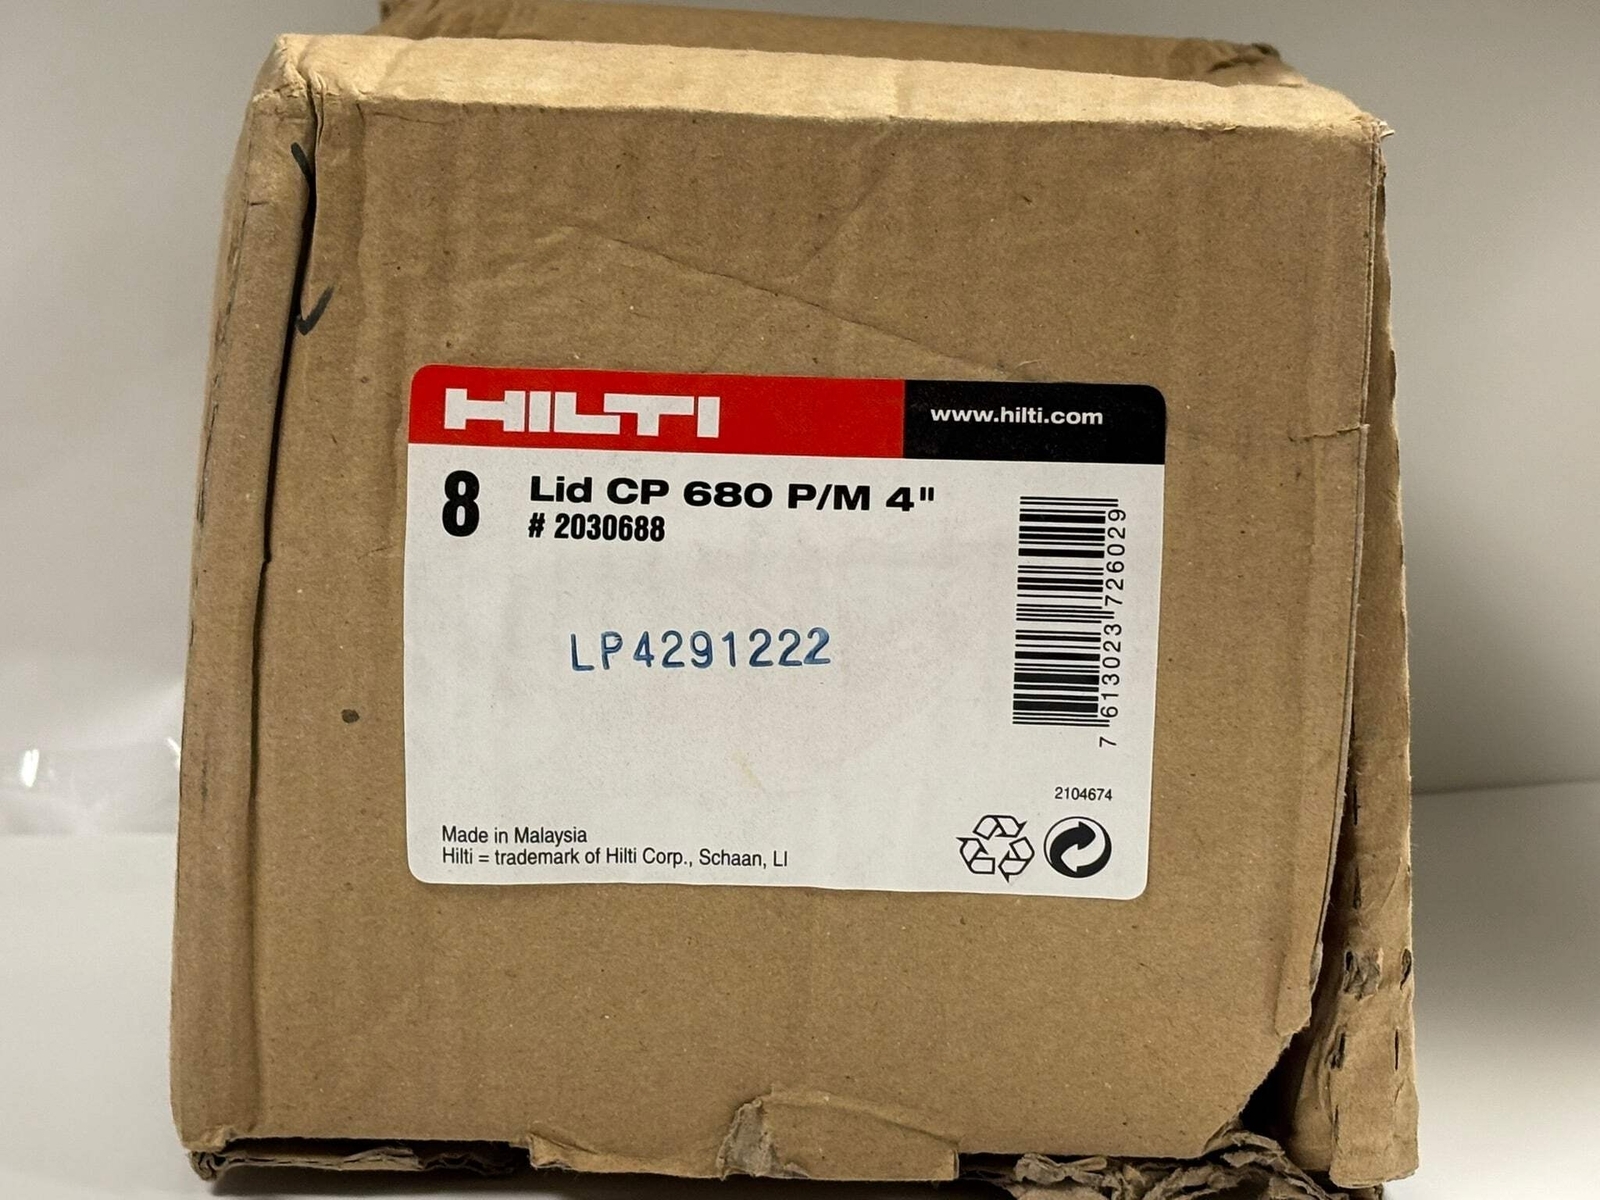 HILTI
www.hilti.com
8
Lid CP 680 P/M 4"
# 2030688
LP4291222
7 613023 726029
2104674
Made in Malaysia
Hilti = trademark of Hilti Corp., Schaan, LI